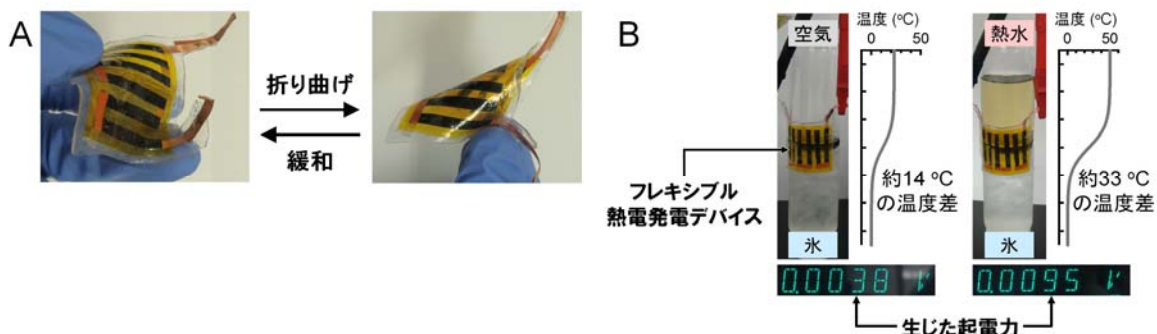 A
折り曲げ
緩和
B
温度 (°C)
0 50
空気
フレキシブル
熱電発電デバイス
約14 °C
の温度差
氷
0.0038 V
温度 (°C)
0 50
熱水
約33 °C
の温度差
氷
0.0095 V
生じた起電力